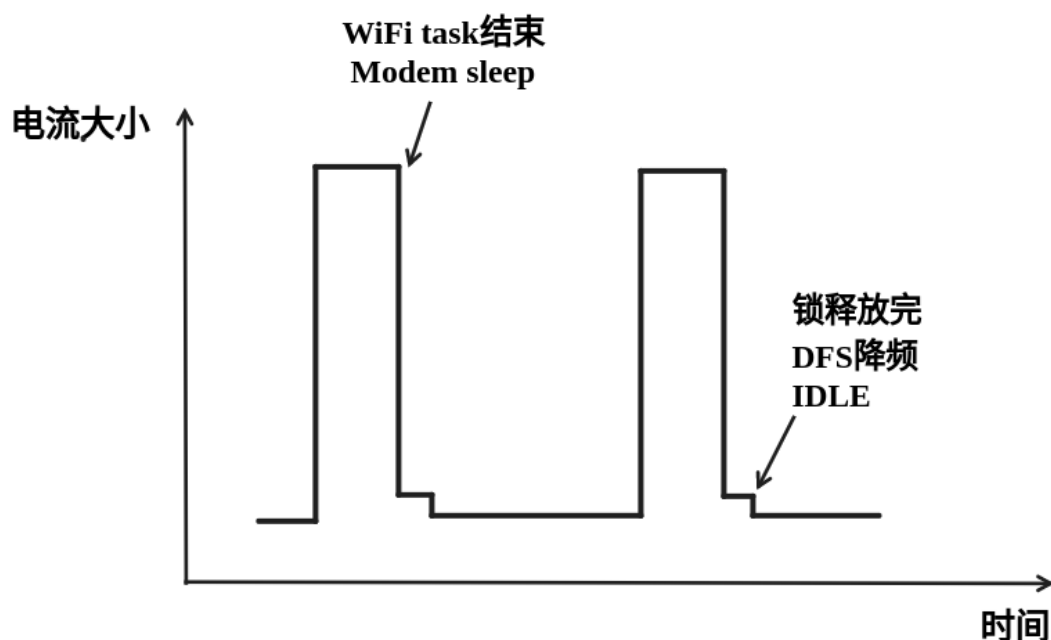 WiFi task结束
Modem sleep
电流大小
锁释放完
DFS降频
IDLE
时间